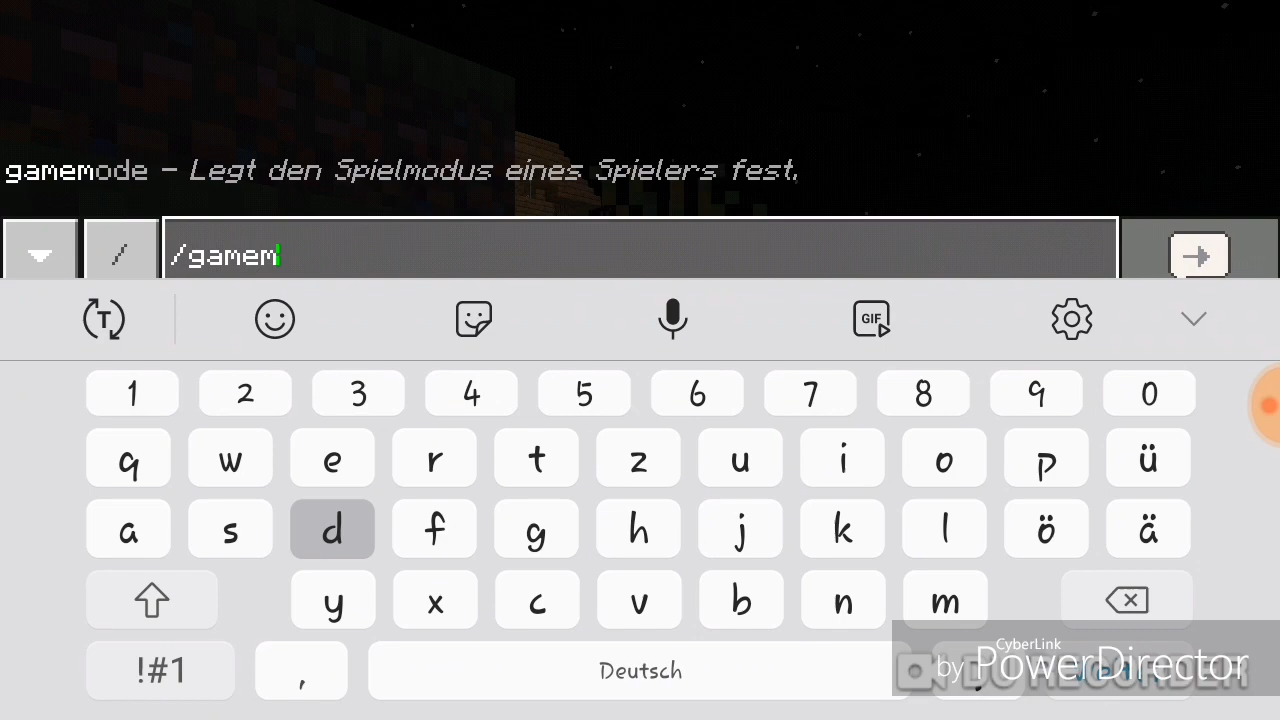 gamemode – Legt den Spielmodus eines Spielers fest.
/ /gamem
T GIF
1 2 3 4 5 6 7 8 9 0
q w e r t z u i o p ü
a s d f g h j k l ö ä
y x c v b n m
!#1 , Deutsch
CyberLink
by PowerDirector